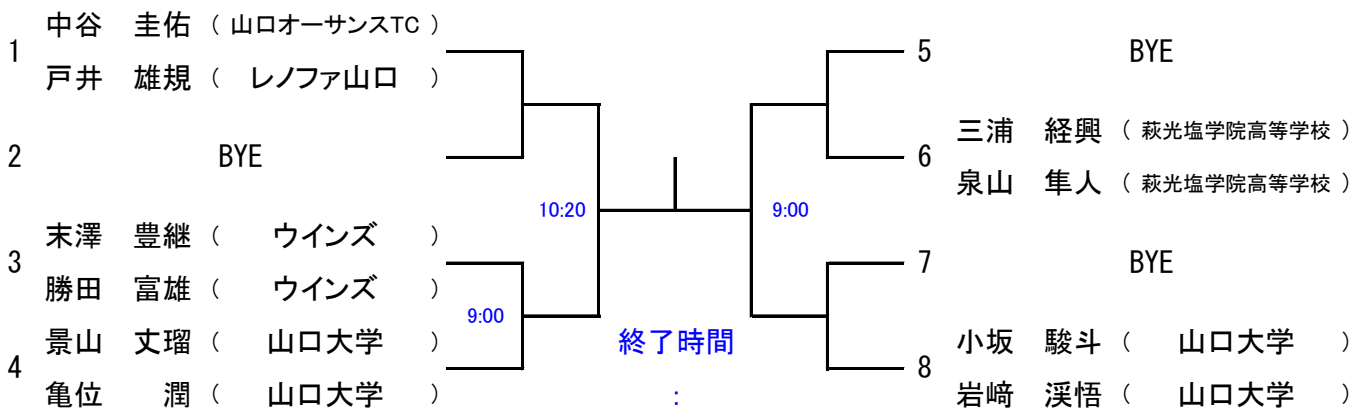 1
中谷 圭佑 ( 山口オーサンスTC )
戸井 雄規 ( レノファ山口 )
2 BYE
3
末澤 豊継 ( ウインズ )
勝田 富雄 ( ウインズ )
9:00
4
景山 丈瑠 ( 山口大学 )
亀位 潤 ( 山口大学 )
10:20
9:00
終了時間
:
5 BYE
6
三浦 経興 ( 萩光塩学院高等学校 )
泉山 隼人 ( 萩光塩学院高等学校 )
7 BYE
8
小坂 駿斗 ( 山口大学 )
岩﨑 渓悟 ( 山口大学 )